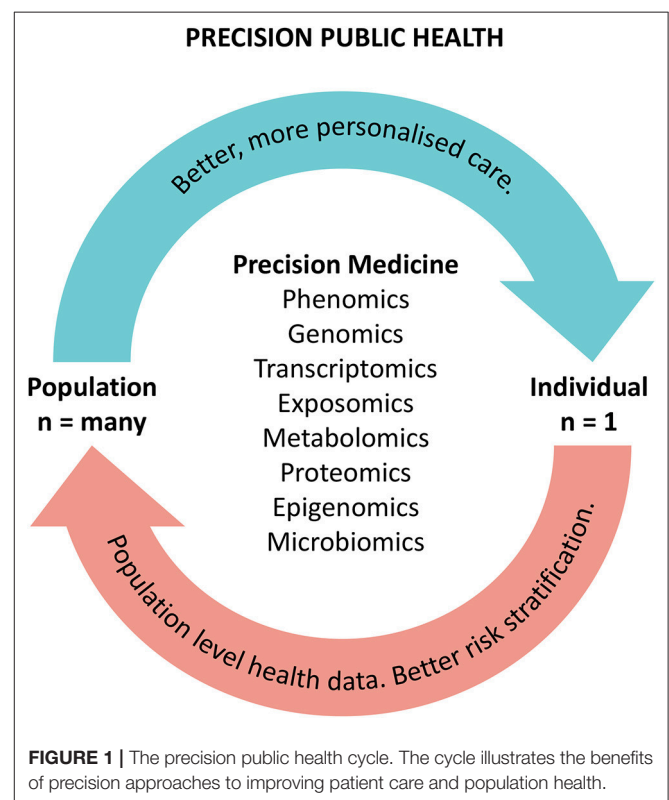 PRECISION PUBLIC HEALTH
Better, more personalised care.
Precision Medicine
Phenomics
Genomics
Transcriptomics
Exposomics
Metabolomics
Proteomics
Epigenomics
Microbiomics
Population
n = many
Individual
n = 1
Population level health data. Better risk stratification.
FIGURE 1 | The precision public health cycle. The cycle illustrates the benefits
of precision approaches to improving patient care and population health.